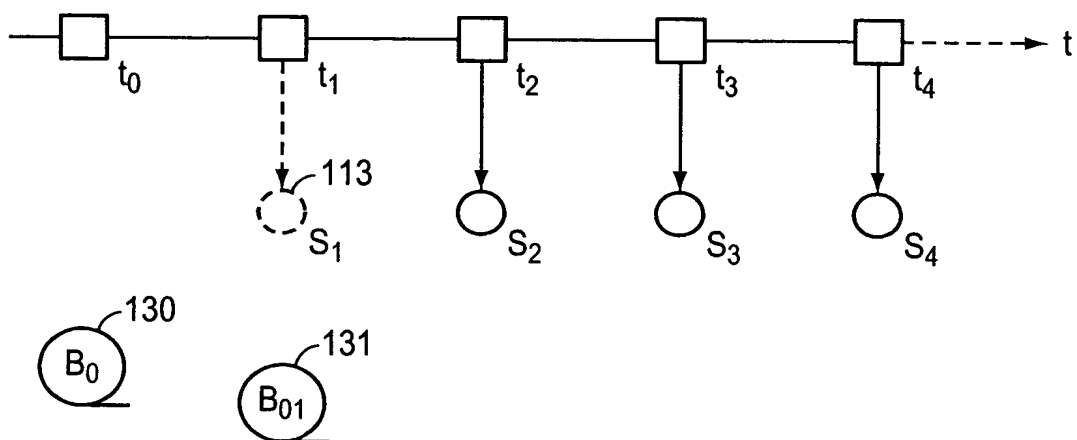 t
t₀ t₁ t₂ t₃ t₄
113
S₁ S₂ S₃ S₄
130
131
B₀
B₀₁